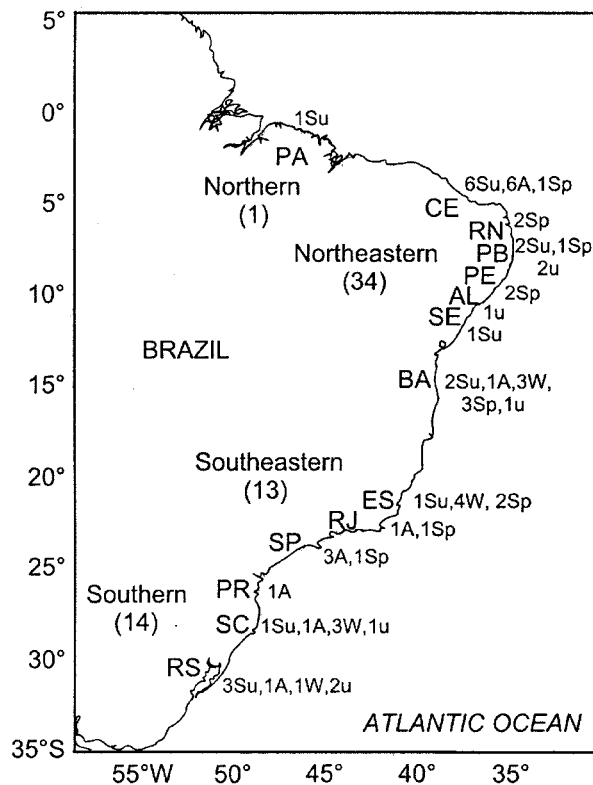 5°
0°
1Su
PA
Northern
(1)
6Su,6A,1Sp
5°
CE
2Sp
RN
2Su,1Sp
Northeastern
PB
2u
(34)
PE
10°
AL
2Sp
1u
SE
1Su
BRAZIL
15°
BA
2Su,1A,3W,
3Sp,1u
20°
Southeastern
(13)
ES
1Su,4W, 2Sp
RJ
1A,1Sp
SP
3A,1Sp
25°
PR
1A
Southern
(14)
SC
1Su,1A,3W,1u
30°
RS
3Su,1A,1W,2u
ATLANTIC OCEAN
35°S
55°W 50° 45° 40° 35°